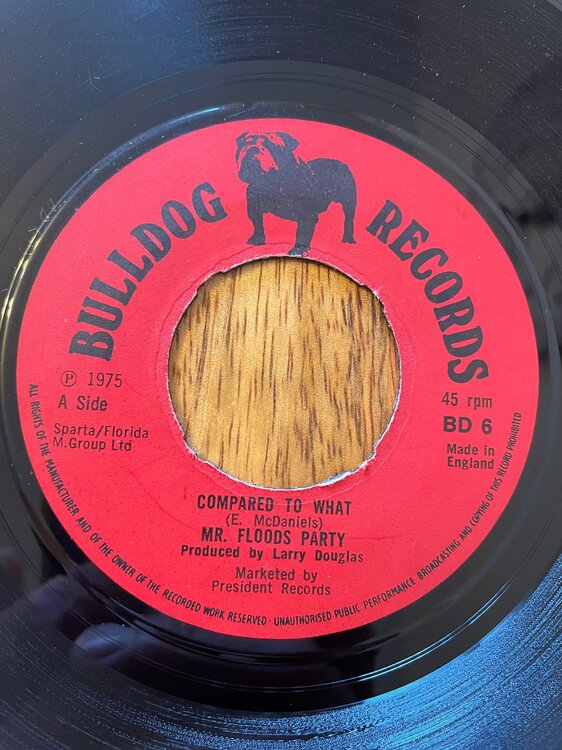 BULLDOG RECORDS
℗ 1975
A Side
Sparta/Florida
M.Group Ltd
45 rpm
BD 6
Made in
England
COMPARED TO WHAT
(E. McDaniels)
MR. FLOODS PARTY
Produced by Larry Douglas
Marketed by
President Records
ALL RIGHTS OF THE MANUFACTURER AND OF THE OWNER OF THE RECORDED WORK RESERVED · UNAUTHORISED PUBLIC PERFORMANCE BROADCASTING AND COPYING OF THIS RECORD PROHIBITED